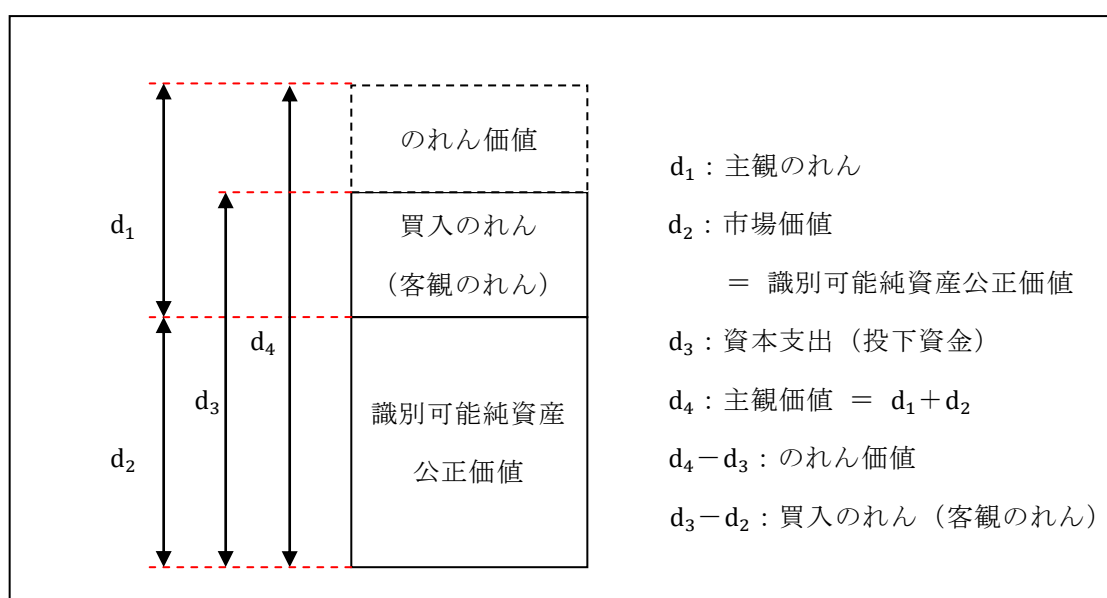 のれん価値
買入のれん
（客観のれん）
識別可能純資産
公正価値
d₁
d₄
d₃
d₂
d₁：主観のれん
d₂：市場価値
＝ 識別可能純資産公正価値
d₃：資本支出（投下資金）
d₄：主観価値 ＝ d₁＋d₂
d₄－d₃：のれん価値
d₃－d₂：買入のれん（客観のれん）